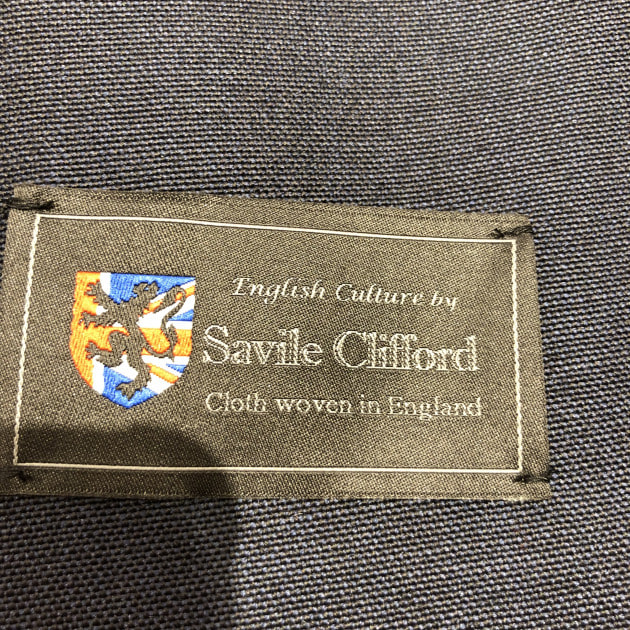 English Culture by
Savile Clifford
Cloth woven in England